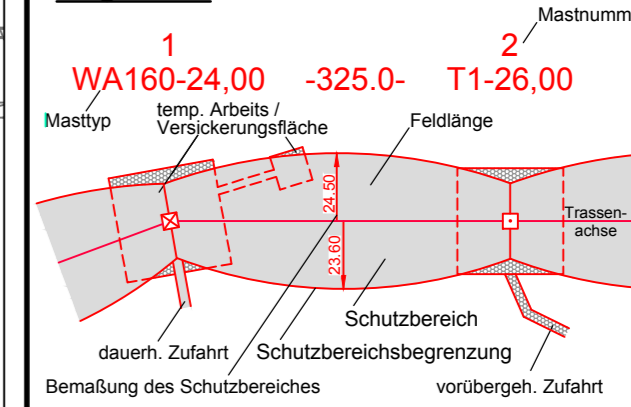 Mastnumm
1 2
WA160-24,00 -325.0- T1-26,00
Masttyp
temp. Arbeits /
Versickerungsfläche
Feldlänge
24.50
23.60
Trassen-
achse
Schutzbereich
dauerh. Zufahrt
Schutzbereichsbegrenzung
Bemaßung des Schutzbereiches
vorübergeh. Zufahrt